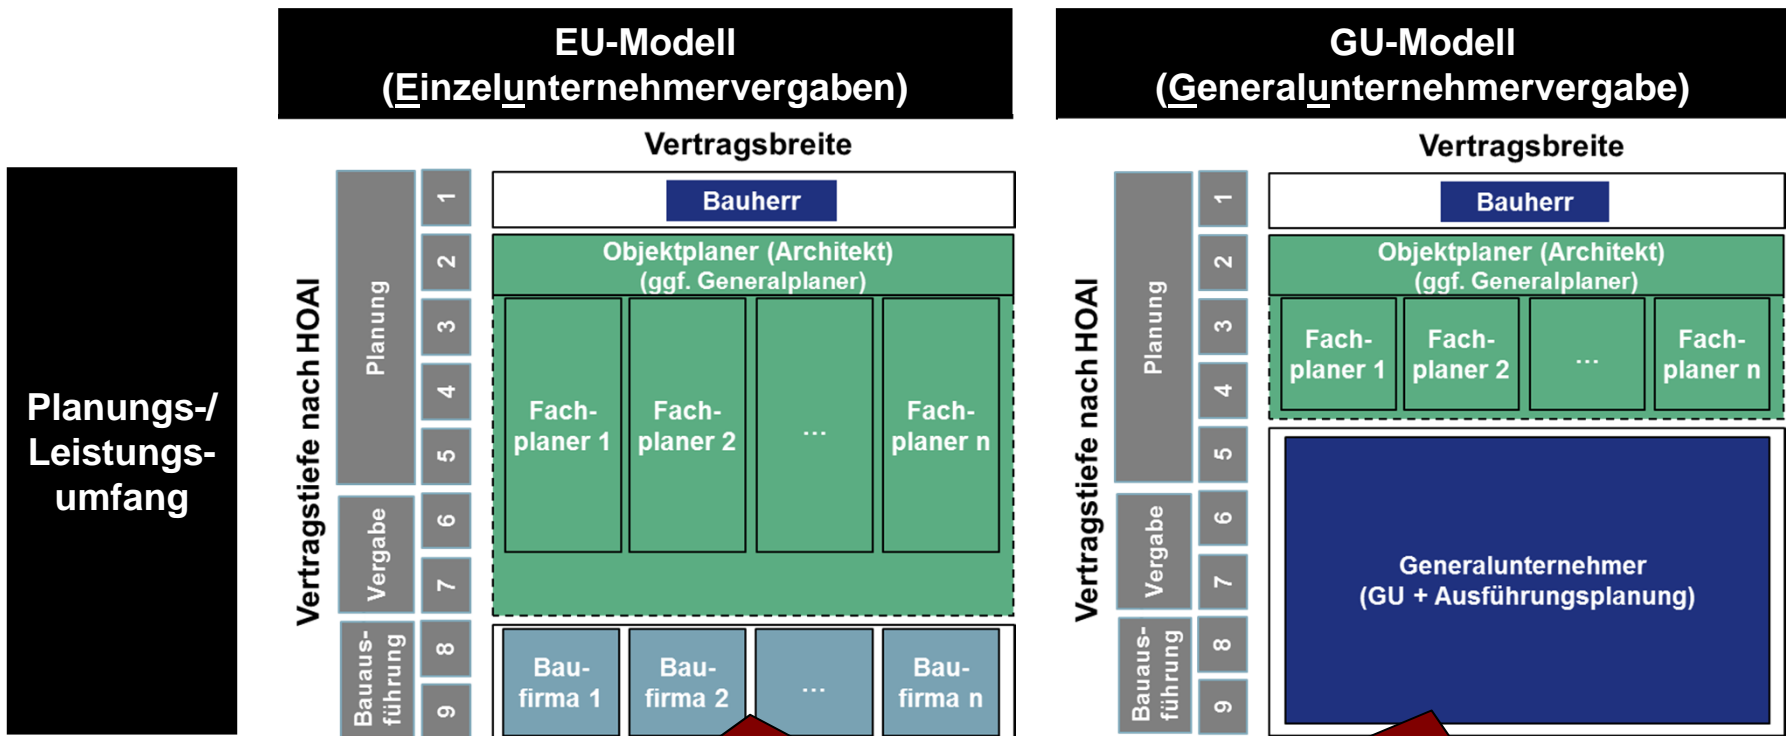 EU-Modell
(Einzelunternehmervergaben)
GU-Modell
(Generalunternehmervergabe)
Planungs-/
Leistungs-
umfang
Vertragsbreite
Vertragstiefe nach HOAI
Planung
Vergabe
Bauaus-
führung
1
2
3
4
5
6
7
8
9
Bauherr
Objektplaner (Architekt)
(ggf. Generalplaner)
Fach-
planer 1
Fach-
planer 2
...
Fach-
planer n
Bau-
firma 1
Bau-
firma 2
...
Bau-
firma n
Vertragsbreite
Vertragstiefe nach HOAI
Planung
Vergabe
Bauaus-
führung
1
2
3
4
5
6
7
8
9
Bauherr
Objektplaner (Architekt)
(ggf. Generalplaner)
Fach-
planer 1
Fach-
planer 2
...
Fach-
planer n
Generalunternehmer
(GU + Ausführungsplanung)